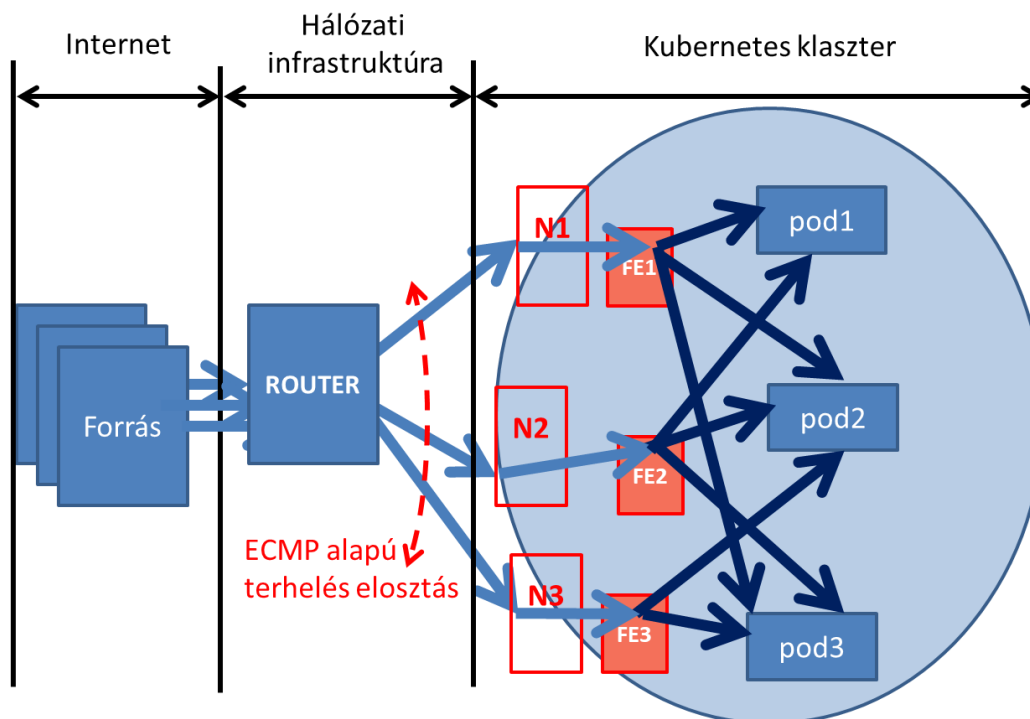 Internet
Hálózati
infrastruktúra
Kubernetes klaszter
N1
FE1
pod1
ROUTER
Forrás
N2
FE2
pod2
ECMP alapú
terhelés elosztás
N3
FE3
pod3